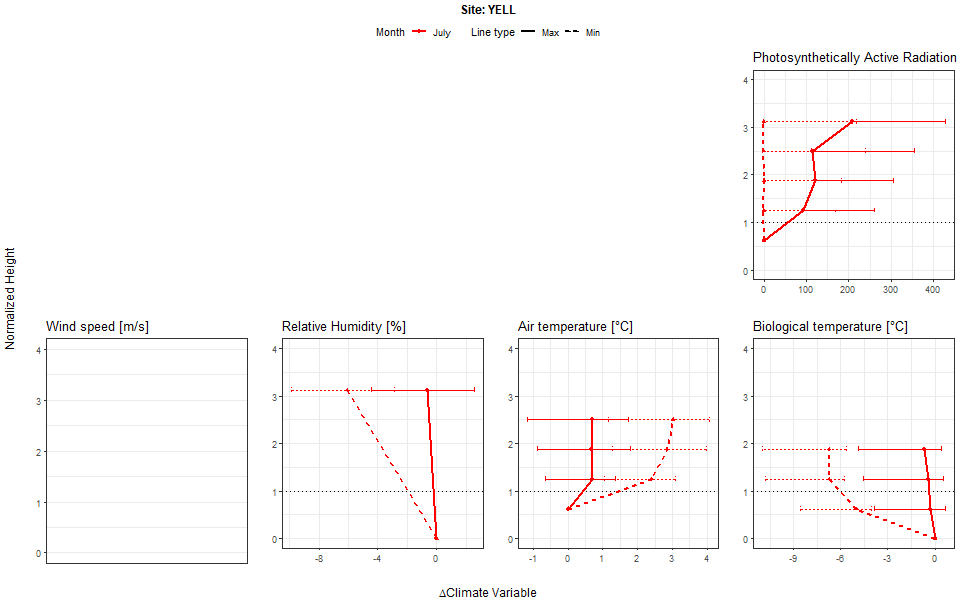 Site: YELL
Month July Line type Max Min
Photosynthetically Active Radiation
4
3
2
1
0
0 100 200 300 400
Normalized Height
Wind speed [m/s]
4
3
2
1
0
Relative Humidity [%]
4
3
2
1
0
-8 -4 0
Air temperature [°C]
4
3
2
1
0
-1 0 1 2 3 4
Biological temperature [°C]
4
3
2
1
0
-9 -6 -3 0
ΔClimate Variable